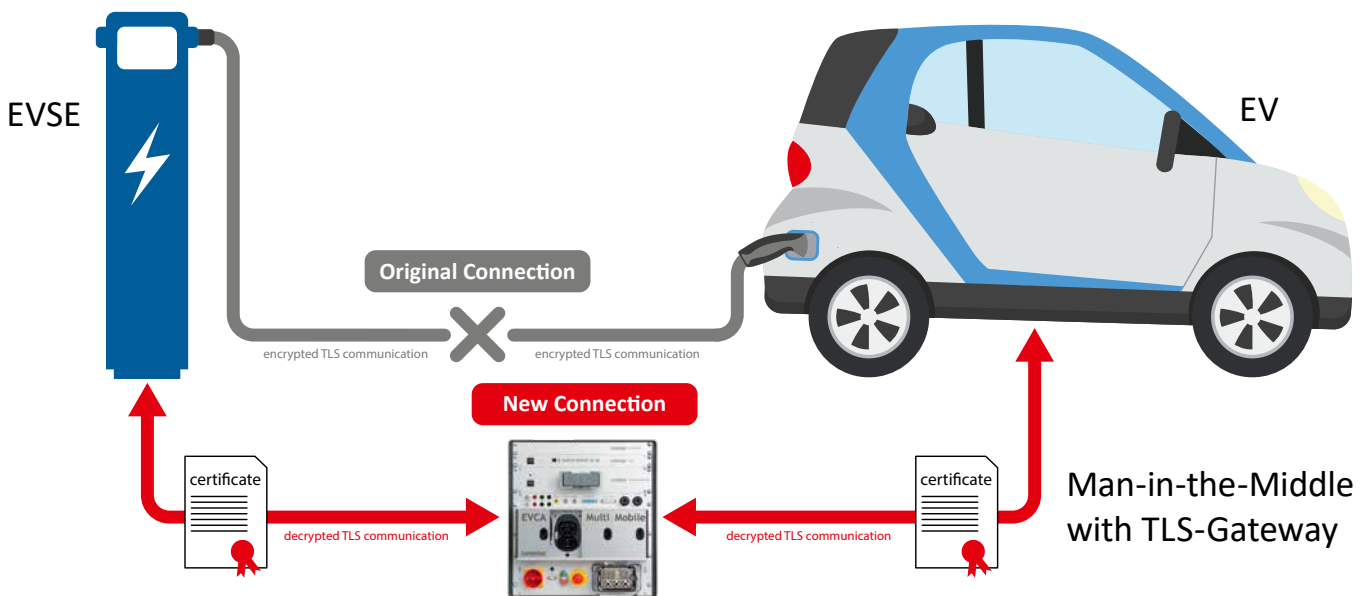 EVSE
EV
Original Connection
encrypted TLS communication
encrypted TLS communication
New Connection
certificate
certificate
Man-in-the-Middle
with TLS-Gateway
decrypted TLS communication
decrypted TLS communication
EVCA
Multi
Mobile